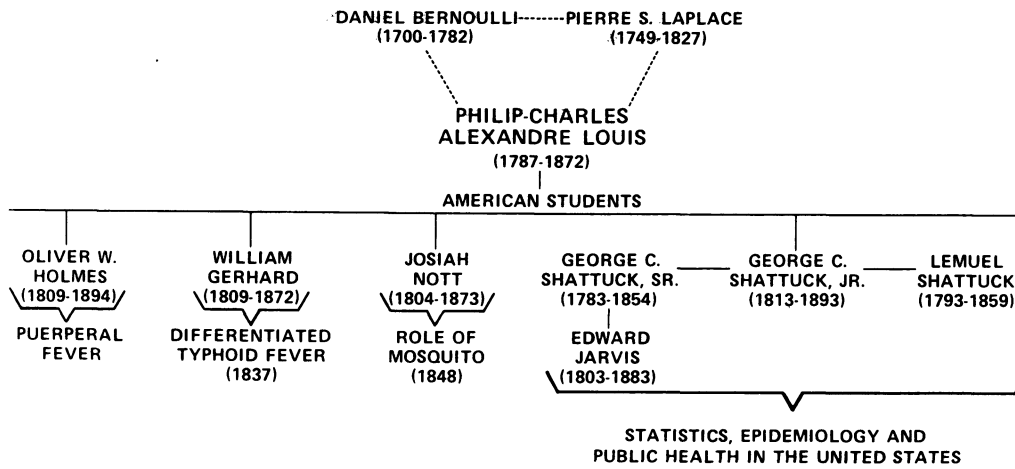 DANIEL BERNOULLI PIERRE S. LAPLACE
(1700-1782) (1749-1827)
PHILIP-CHARLES
ALEXANDRE LOUIS
(1787-1872)
AMERICAN STUDENTS
OLIVER W.
HOLMES
(1809-1894)
PUERPERAL
FEVER
WILLIAM
GERHARD
(1809-1872)
DIFFERENTIATED
TYPHOID FEVER
(1837)
JOSIAH
NOTT
(1804-1873)
ROLE OF
MOSQUITO
(1848)
GEORGE C.
SHATTUCK, SR.
(1783-1854)
EDWARD
JARVIS
(1803-1883)
GEORGE C.
SHATTUCK, JR.
(1813-1893)
LEMUEL
SHATTUCK
(1793-1859)
STATISTICS, EPIDEMIOLOGY AND
PUBLIC HEALTH IN THE UNITED STATES